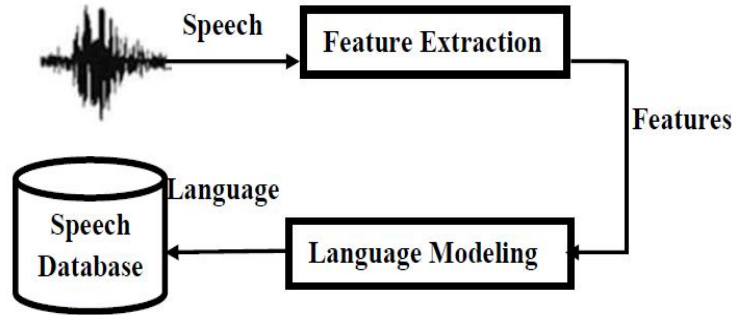 Speech
Feature Extraction
Features
Language
Speech
Database
Language Modeling